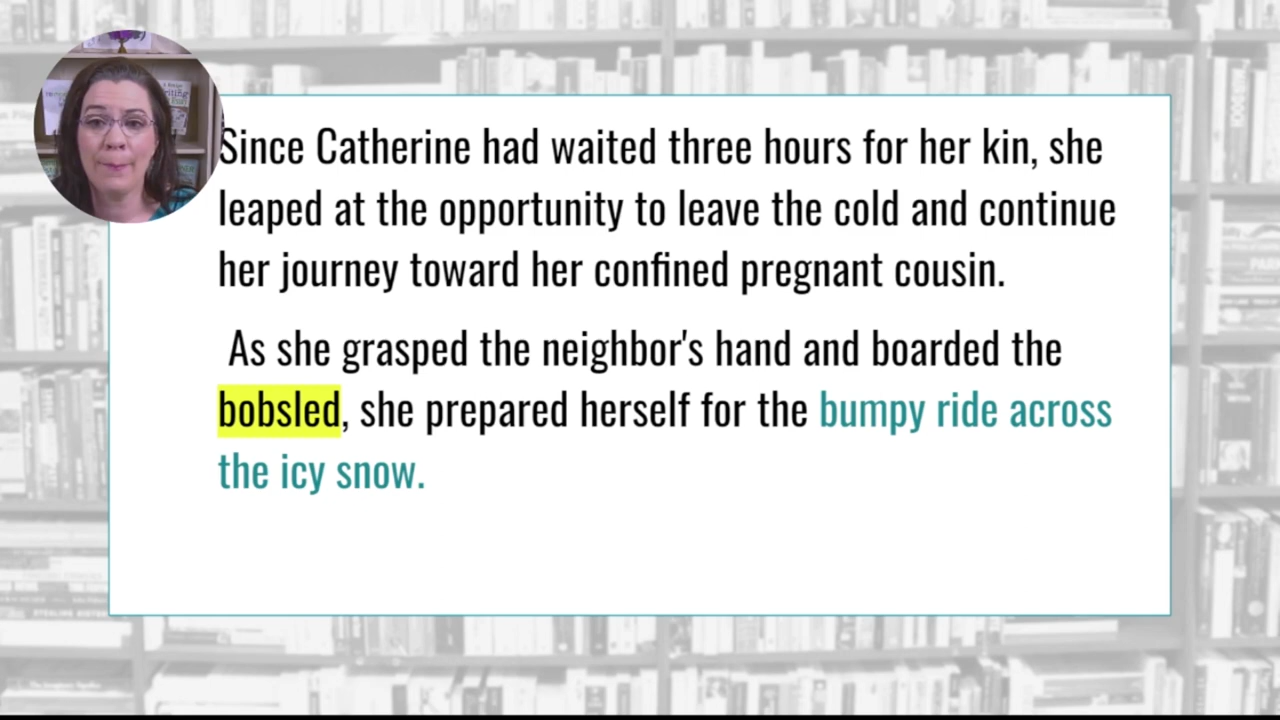 Since Catherine had waited three hours for her kin, she
leaped at the opportunity to leave the cold and continue
her journey toward her confined pregnant cousin.
As she grasped the neighbor's hand and boarded the
bobsled, she prepared herself for the bumpy ride across
the icy snow.